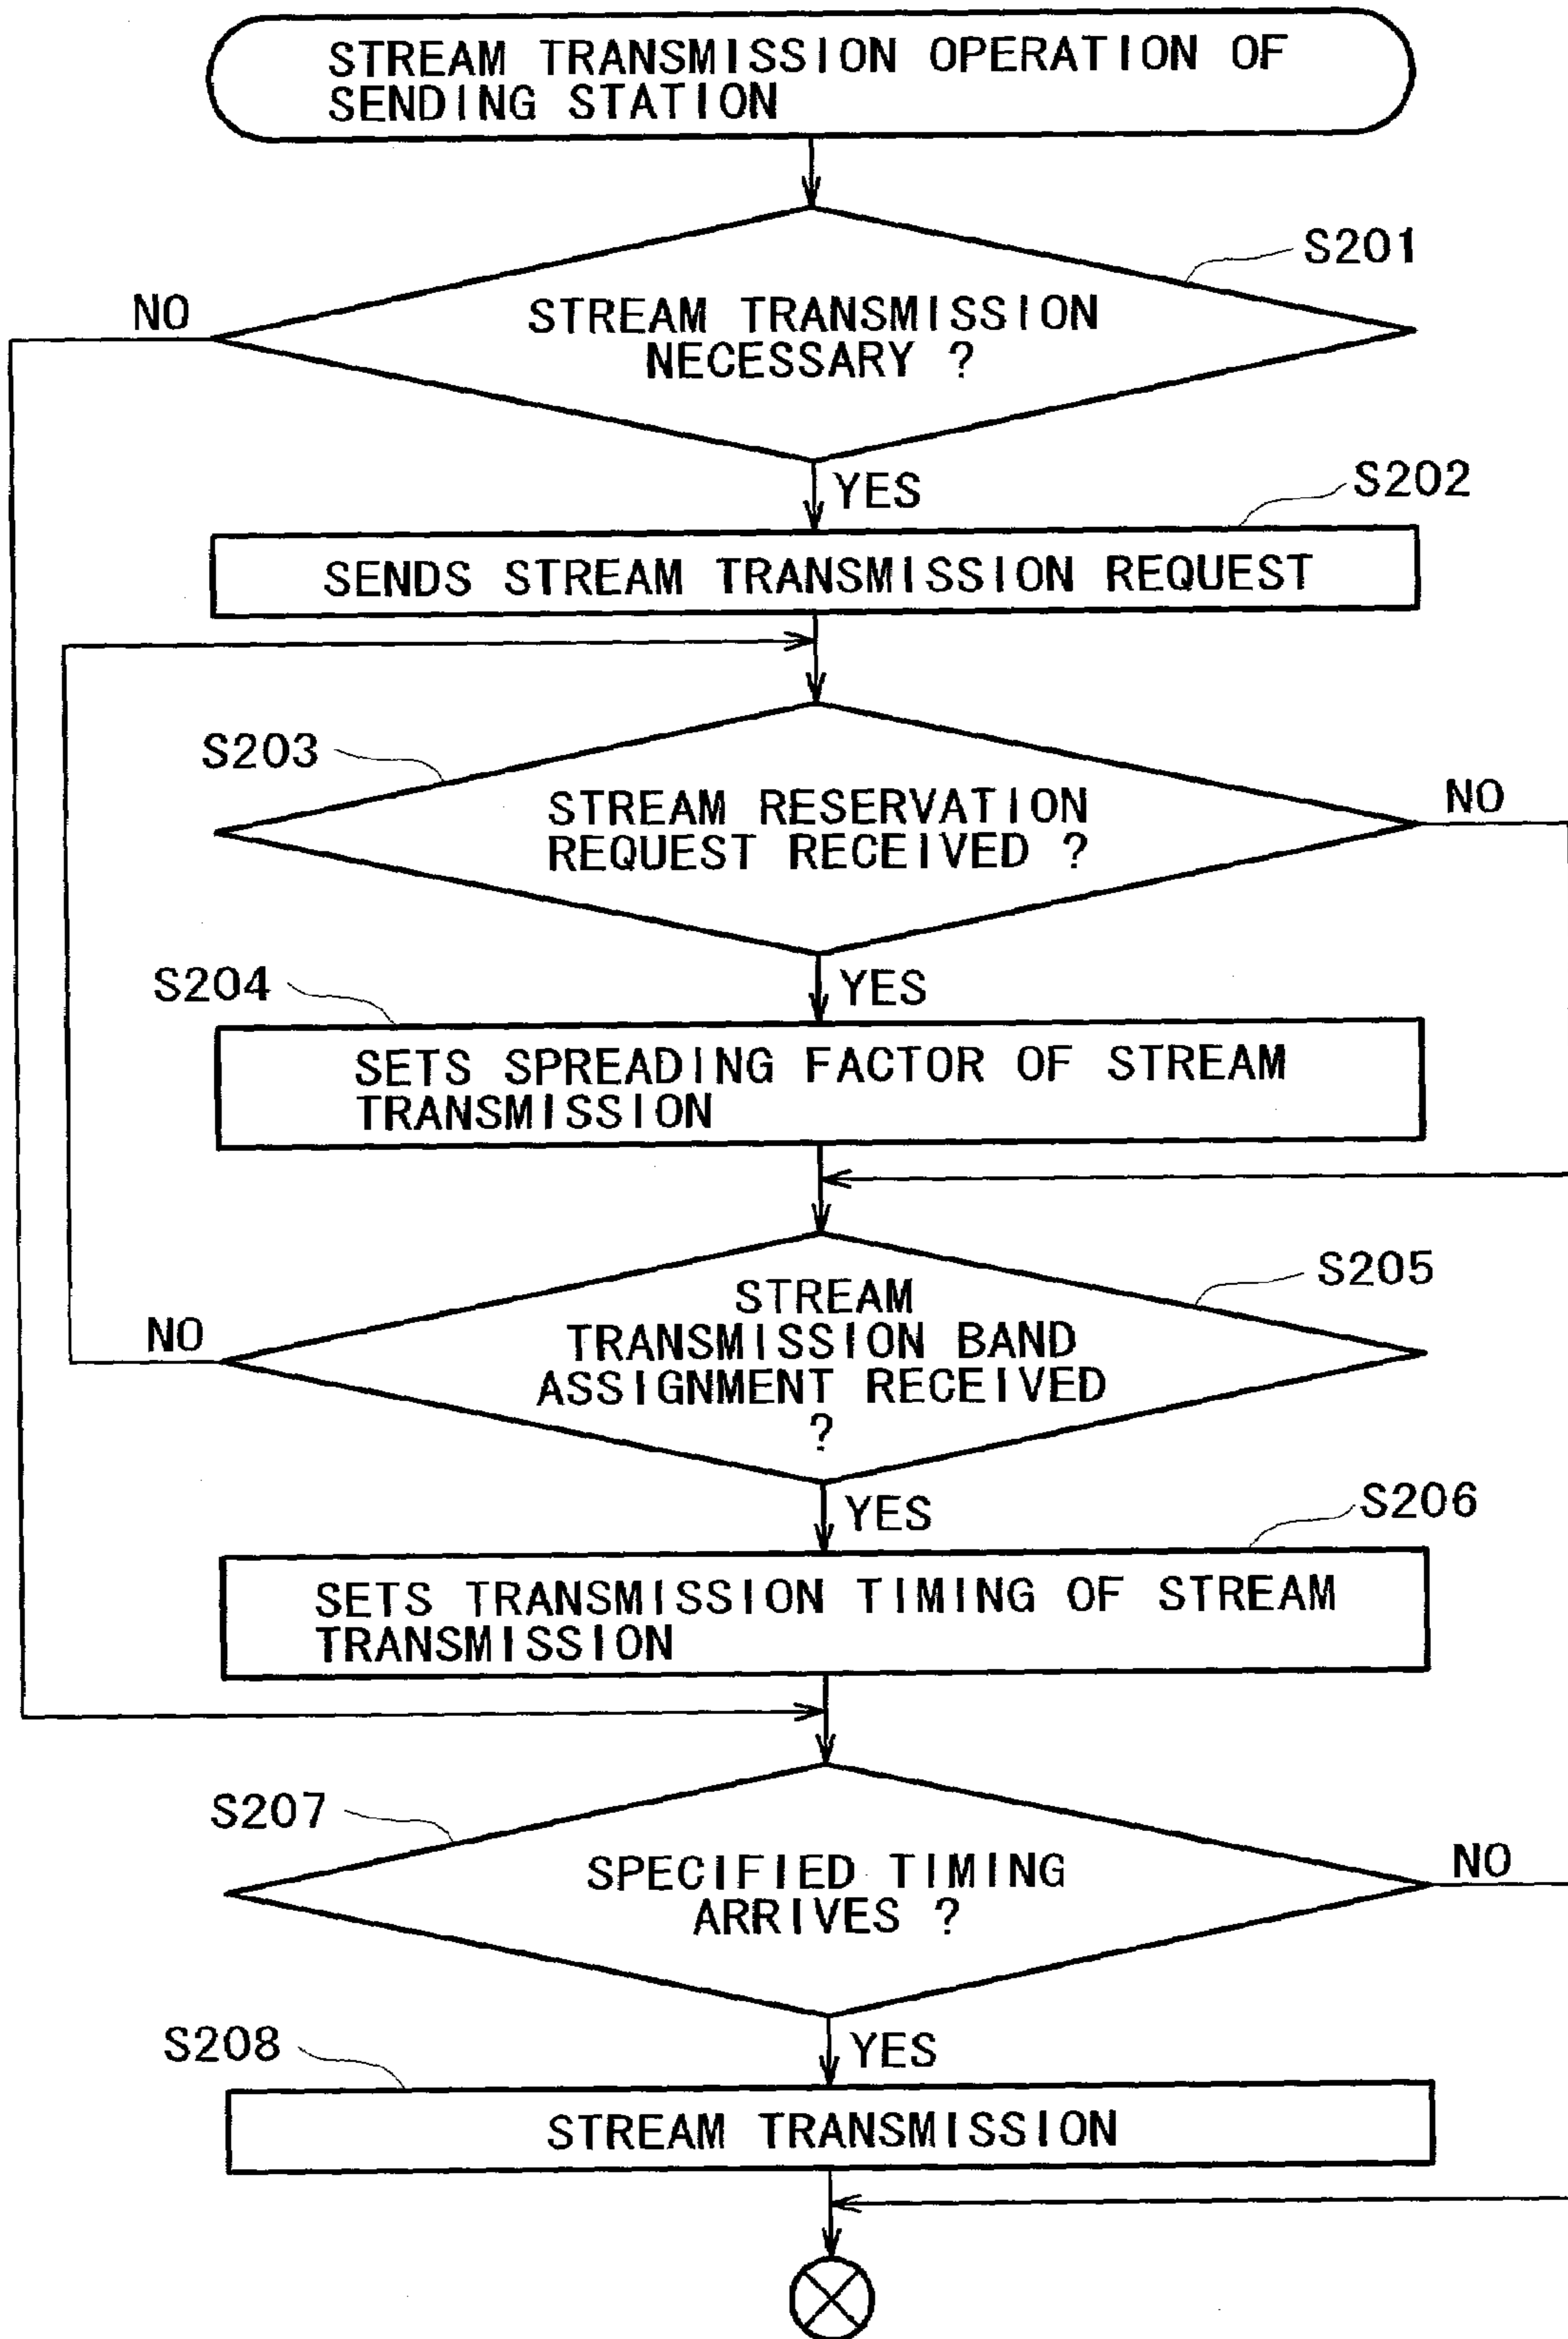 STREAM TRANSMISSION OPERATION OF
SENDING STATION
S201
NO
STREAM TRANSMISSION
NECESSARY ?
YES
S202
SENDS STREAM TRANSMISSION REQUEST
S203
STREAM RESERVATION
REQUEST RECEIVED ?
NO
S204
YES
SETS SPREADING FACTOR OF STREAM
TRANSMISSION
S205
STREAM
TRANSMISSION BAND
ASSIGNMENT RECEIVED
?
NO
YES
S206
SETS TRANSMISSION TIMING OF STREAM
TRANSMISSION
S207
SPECIFIED TIMING
ARRIVES ?
NO
S208
YES
STREAM TRANSMISSION